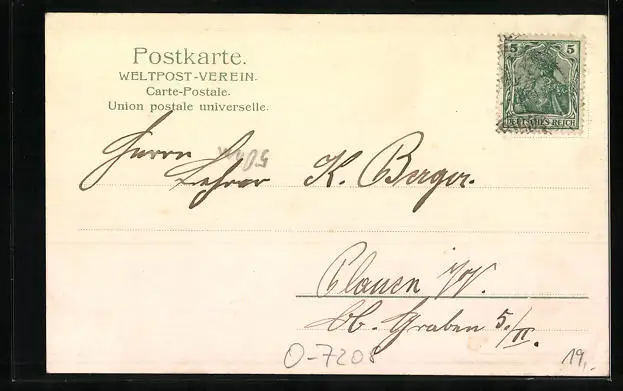 Postkarte.
WELTPOST-VEREIN.
Carte-Postale.
Union postale universelle.
5 5
DEUTSCHES REICH
Herrn
Lehrer K. Berger.
Plauen i/V.
Ob. Graben 5./II.
O-7208
19,-